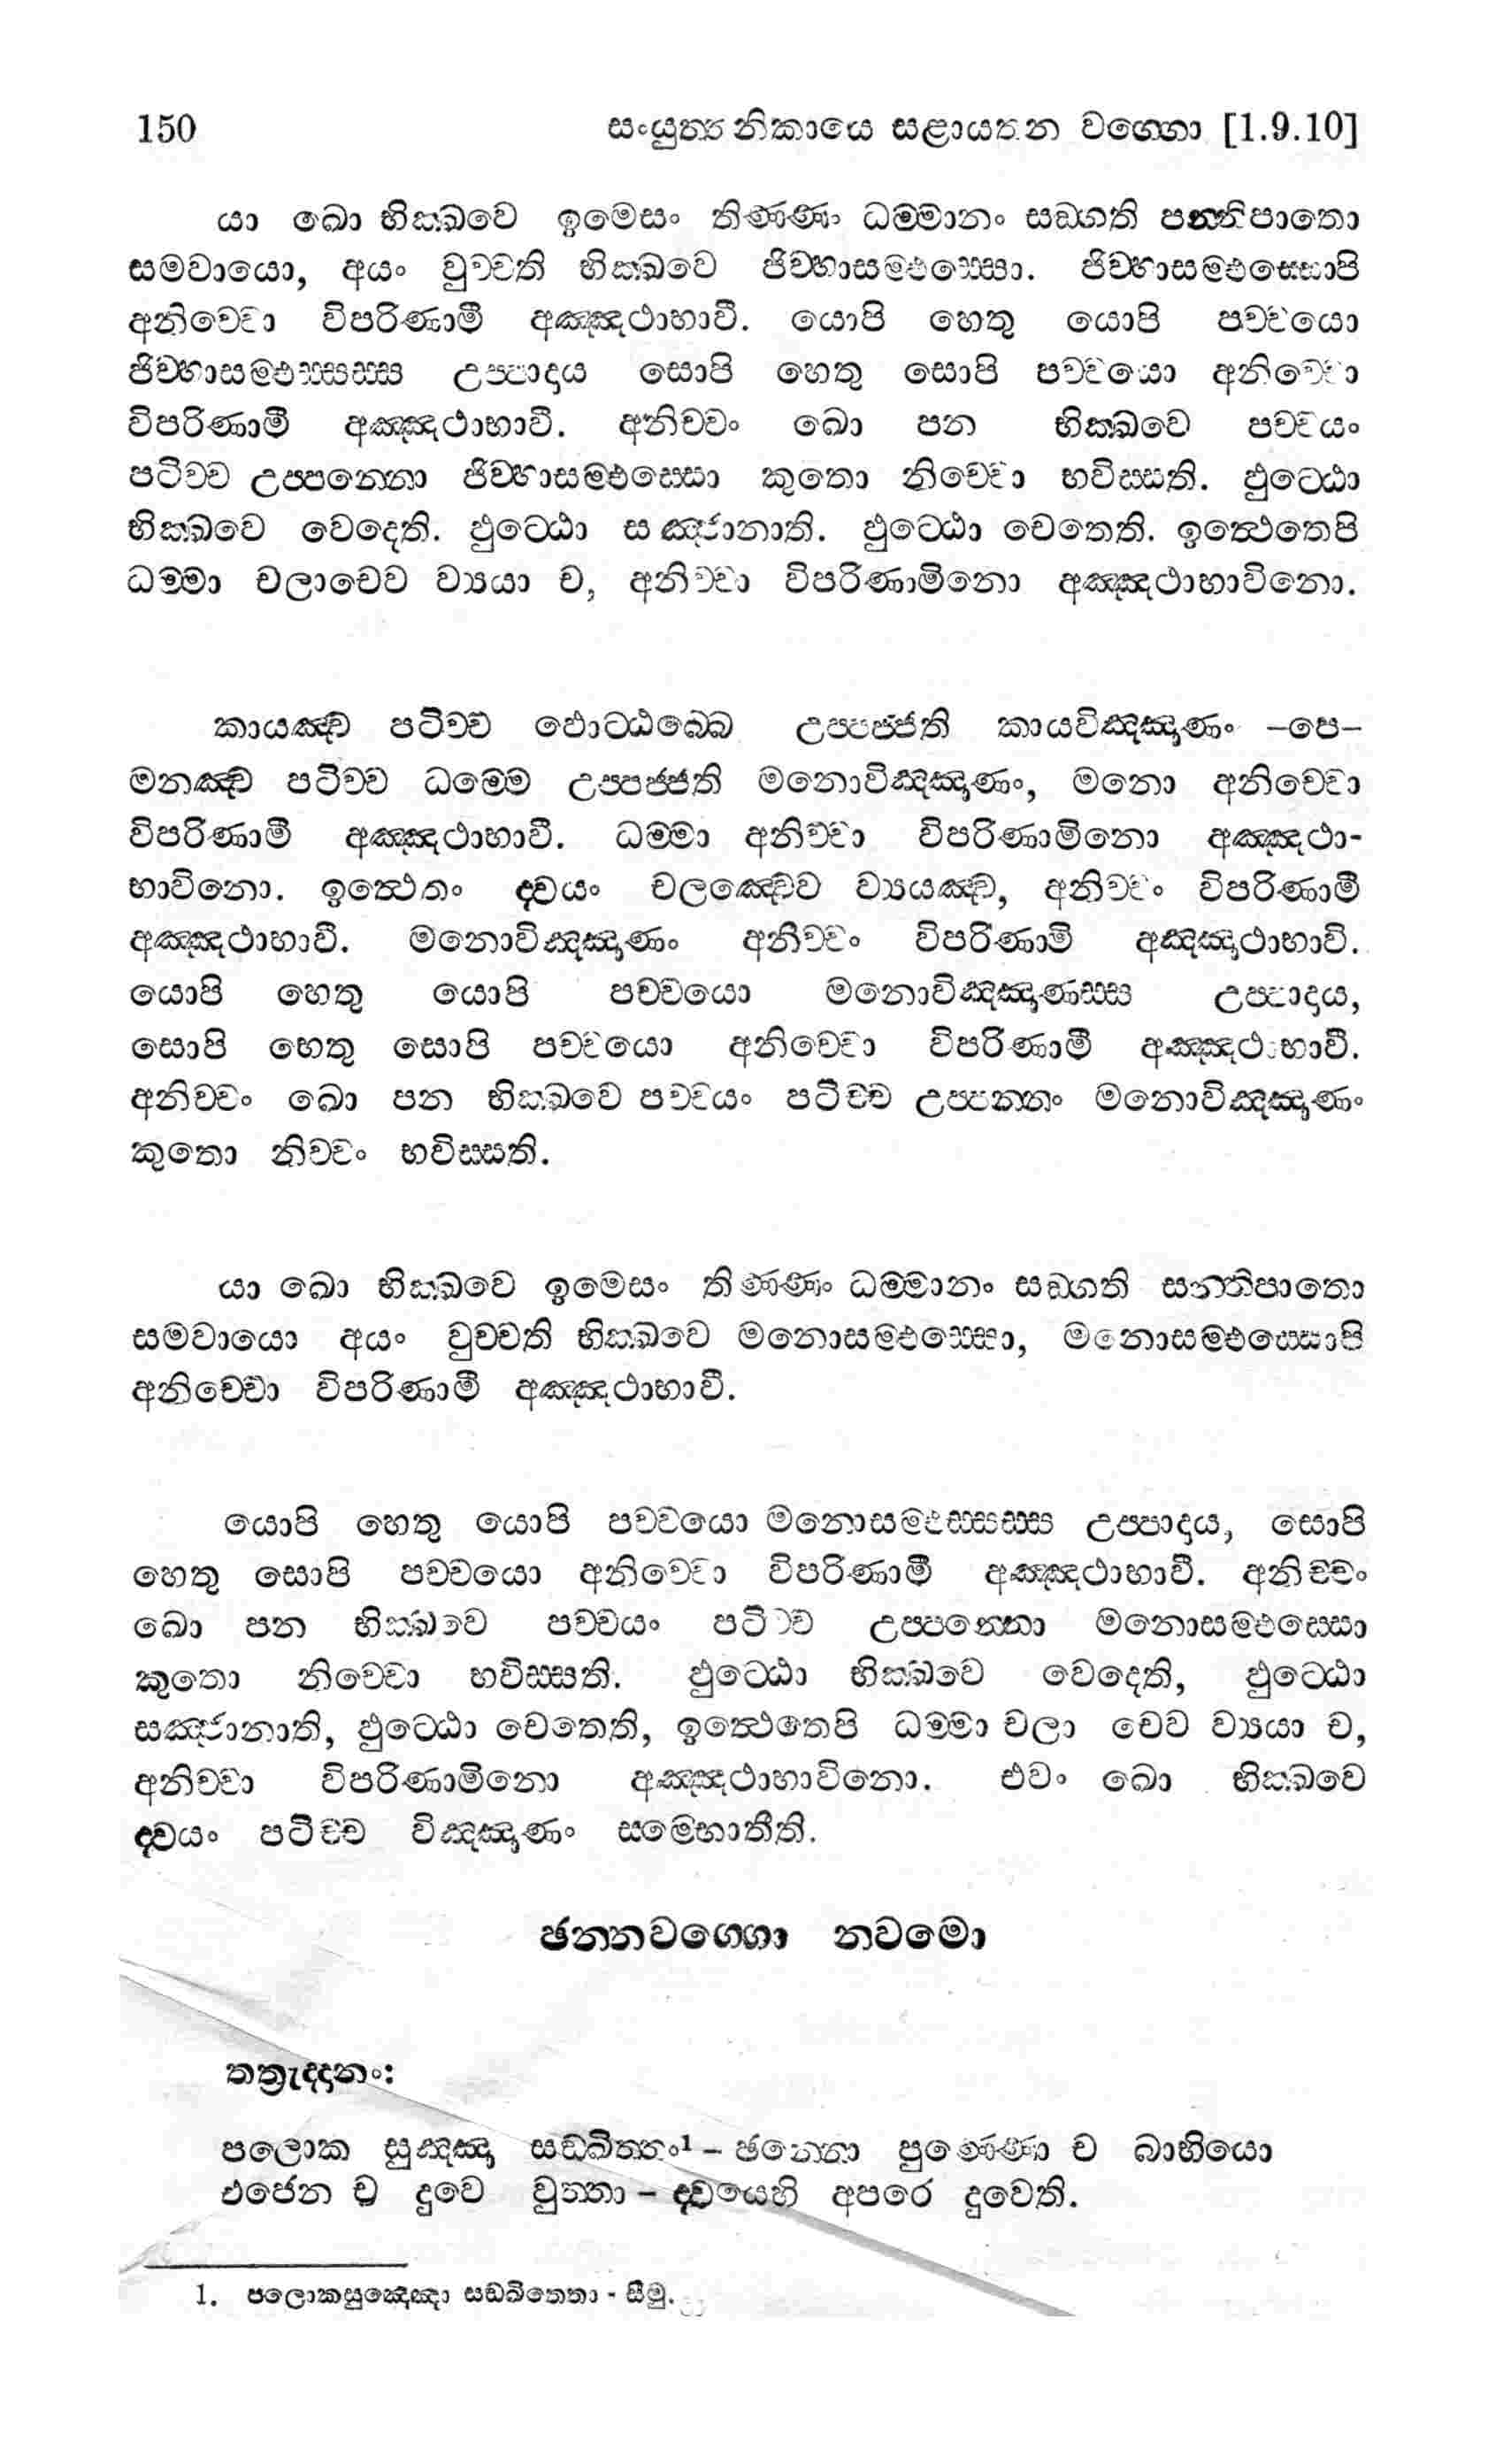 150 සංයුත්ත නිකායෙ සළායතන වග්ගො [1.9.10]
යා ඛො භික්ඛවෙ ඉමෙසං තිණ්ණං ධම්මානං සඞ්ගති පන්නිපාතො
සමවායො, අයං වුච්චති භික්ඛවෙ ජිව්හාසම්ඵස්සො. ජිව්හාසම්ඵස්සොපි
අනිච්චො විපරිණාමී අඤ්ඤථාභාවී. යොපි හෙතු යොපි පච්චයො
ජිව්හාසම්ඵස්සස්ස උප්පාදාය සොපි හෙතු සොපි පච්චයො අනිච්චො
විපරිණාමී අඤ්ඤථාභාවී. අනිච්චං ඛො පන භික්ඛවෙ පච්චයං
පටිච්ච උප්පන්නො ජිව්හාසම්ඵස්සො කුතො නිච්චො භවිස්සති. ඵුට්ඨො
භික්ඛවෙ වෙදෙති. ඵුට්ඨො සඤ්ජානාති. ඵුට්ඨො චෙතෙති. ඉත්ථෙතෙපි
ධම්මා චලාචෙව ව්‍යයා ච, අනිච්චා විපරිණාමිනො අඤ්ඤථාභාවිනො.
කායඤ්ච පටිච්ච ඵොට්ඨබ්බෙ උප්පජ්ජති කායවිඤ්ඤාණං –පෙ–
මනඤ්ච පටිච්ච ධම්මෙ උප්පජ්ජති මනොවිඤ්ඤාණං, මනො අනිච්චො
විපරිණාමී අඤ්ඤථාභාවී. ධම්මා අනිච්චා විපරිණාමිනො අඤ්ඤථා-
භාවිනො. ඉත්ථෙතං ද්වයං චලඤ්චෙව ව්‍යයඤ්ච, අනිච්චං විපරිණාමී
අඤ්ඤථාභාවී. මනොවිඤ්ඤාණං අනිච්චං විපරිණාමි අඤ්ඤාථාභාවි.
යොපි හෙතු යොපි පච්චයො මනොවිඤ්ඤාණස්ස උප්පාදාය,
සොපි හෙතු සොපි පච්චයො අනිච්චො විපරිණාමී අඤ්ඤථාභාවී.
අනිච්චං ඛො පන භික්ඛවෙ පච්චයං පටිච්ච උප්පන්නං මනොවිඤ්ඤාණං
කුතො නිච්චං භවිස්සති.
යා ඛො භික්ඛවෙ ඉමෙසං තිණ්ණං ධම්මානං සඞ්ගති සන්නිපාතො
සමවායො අයං වුච්චති භික්ඛවෙ මනොසම්ඵස්සො, මනොසම්ඵස්සොපි
අනිච්චො විපරිණාමී අඤ්ඤථාභාවී.
යොපි හෙතු යොපි පච්චයො මනොසම්ඵස්සස්ස උප්පාදාය, සොපි
හෙතු සොපි පච්චයො අනිච්චො විපරිණාමී අඤ්ඤථාභාවී. අනිච්චං
ඛො පන භික්ඛවෙ පච්චයං පටිච්ච උප්පන්නො මනොසම්ඵස්සො
කුතො නිච්චො භවිස්සති. ඵුට්ඨො භික්ඛවෙ වෙදෙති, ඵුට්ඨො
සඤ්ජානාති, ඵුට්ඨො චෙතෙති, ඉත්ථෙතෙපි ධම්මා චලා චෙව ව්‍යයා ච,
අනිච්චා විපරිණාමිනො අඤ්ඤථාභාවිනො. එවං ඛො භික්ඛවෙ
ද්වයං පටිච්ච විඤ්ඤාණං සම්භොතීති.
ඡන්නවග්ගො නවමො
තත්‍රැද්දානං:
පලොක සුඤ්ඤා සඞ්ඛිත්තං¹ – ඡන්නො පුණ්ණො ච බාහියො
එජෙන ච දුවෙ වුත්තා – ද්වයෙහි අපරෙ දුවෙති.
1. පලොකසුඤ්ඤො සඞ්ඛිත්තො - සීමු.